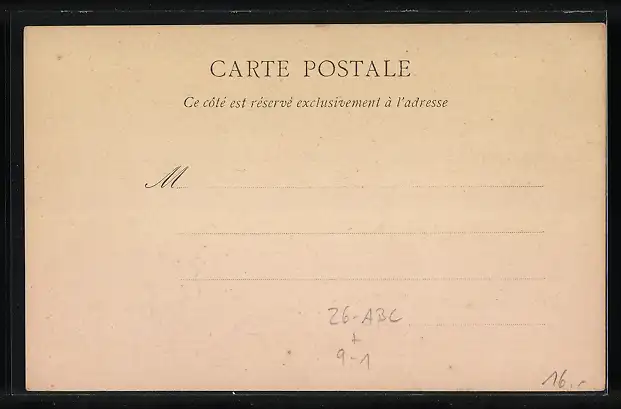 CARTE POSTALE
Ce côté est réservé exclusivement à l'adresse
M
26-ABC
+
9-1
16.-